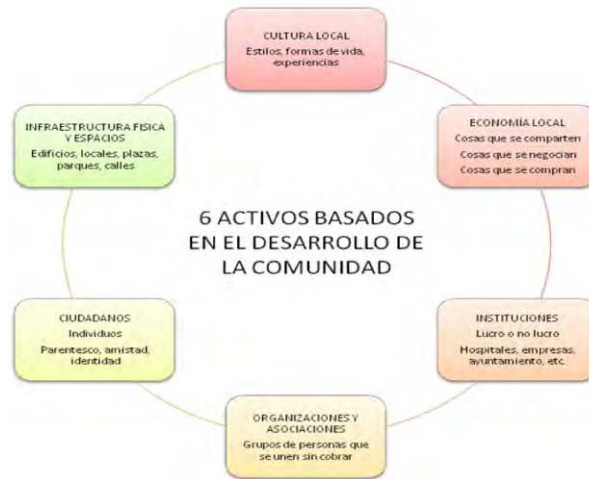 CULTURA LOCAL
Estilos, formas de vida,
experiencias
INFRAESTRUCTURA FISICA
Y ESPACIOS
Edificios, locales, plazas,
parques, calles
ECONOMÍA LOCAL
Cosas que se comparten
Cosas que se negocian
Cosas que se compran
6 ACTIVOS BASADOS
EN EL DESARROLLO DE
LA COMUNIDAD
CIUDADANOS
Individuos
Parentesco, amistad,
identidad
INSTITUCIONES
Lucro o no lucro
Hospitales, empresas,
ayuntamiento, etc.
ORGANIZACIONES Y
ASOCIACIONES
Grupos de personas que
se unen sin cobrar